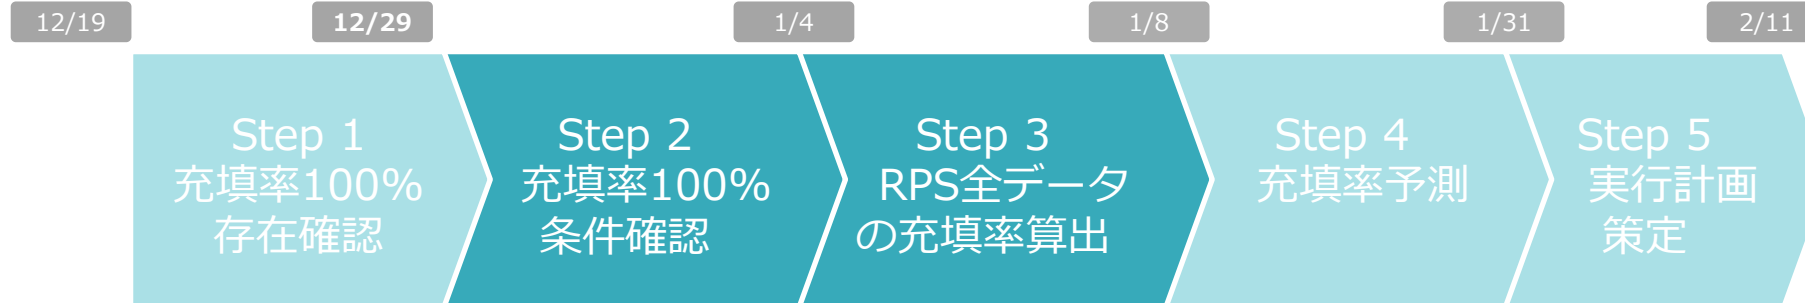 12/19
12/29
1/4
1/8
1/31
2/11
Step 1
充填率100%
存在確認
Step 2
充填率100%
条件確認
Step 3
RPS全データ
の充填率算出
Step 4
充填率予測
Step 5
実行計画
策定